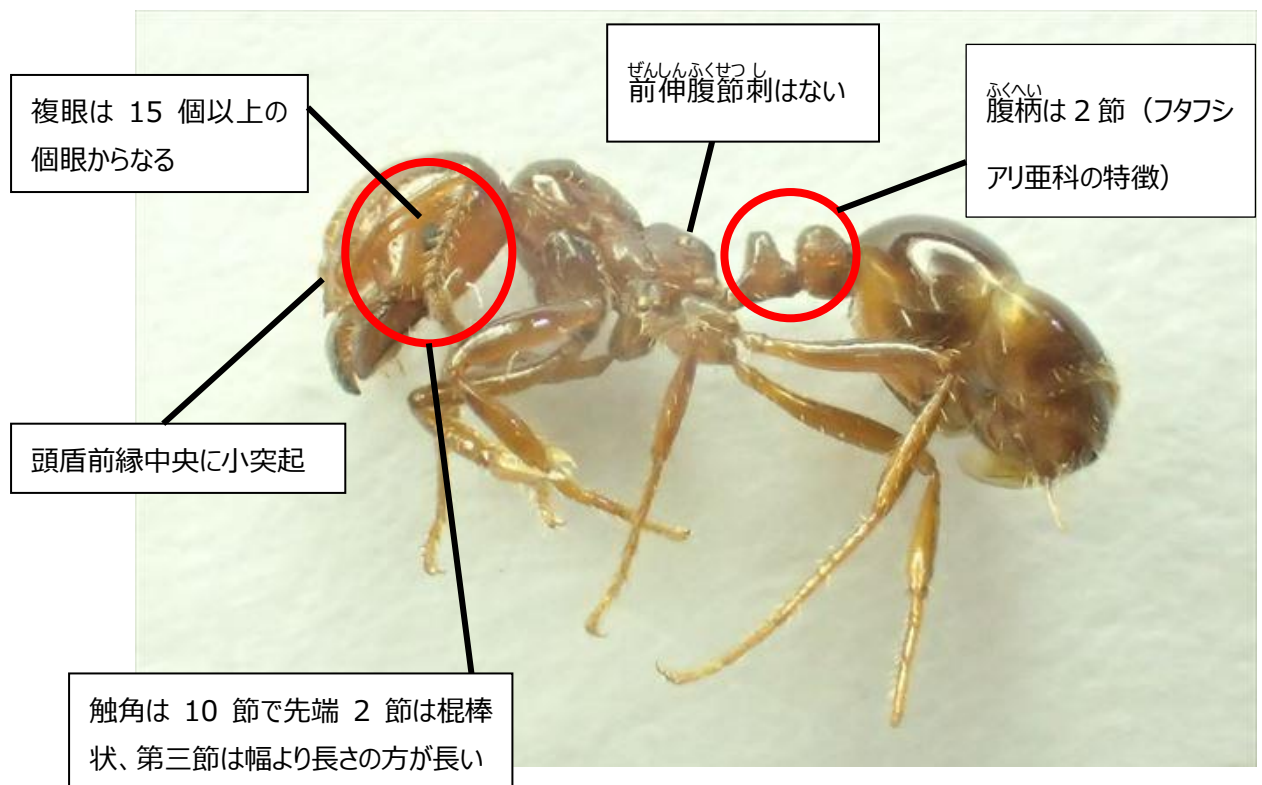 複眼は 15 個以上の
個眼からなる
ぜんしんふくせつ し
前伸腹節刺はない
ふくへい
腹柄は 2 節（フタフシ
アリ亜科の特徴）
頭盾前縁中央に小突起
触角は 10 節で先端 2 節は棍棒
状、第三節は幅より長さの方が長い